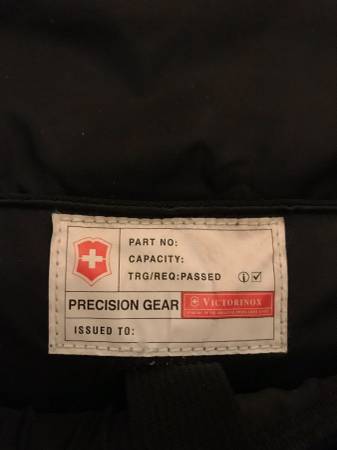 PART NO:
CAPACITY:
TRG/REQ:PASSED
PRECISION GEAR
VICTORINOX
ISSUED TO: